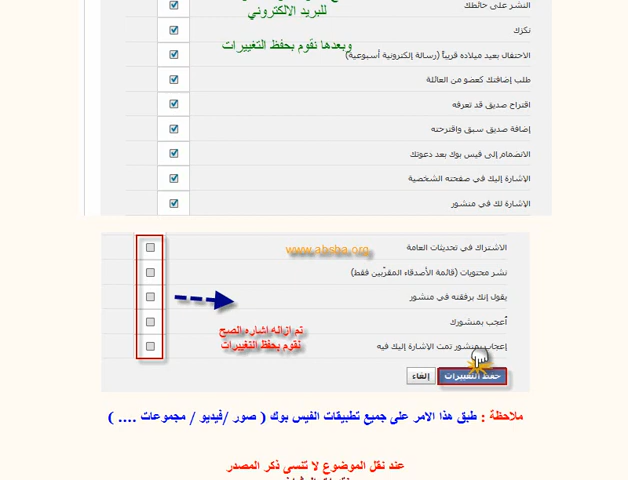 النشر على حائطك
للبريد الالكتروني
نكزك
وبعدها نقوم بحفظ التغييرات
الاحتفال بعيد ميلاده قريباً (رسالة إلكترونية أسبوعية)
طلب إضافتك كعضو من العائلة
اقتراح صديق قد تعرفه
إضافة صديق سبق واقترحته
الانضمام إلى فيس بوك بعد دعوتك
الاشارة إليك في صفحته الشخصية
الاشارة لك في منشور
الاشتراك في تحديثات العامة
www.absba.org
نشر محتويات (قائمة الأصدقاء المقرّبين فقط)
يقول إنك برفقته في منشور
أعجب بمنشورك
تم ازاله اشاره الصح
نقوم بحفظ التغييرات
إعجاب بمنشور تمت الاشارة إليك فيه
حفظ التغييرات
إلغاء
ملاحظة : طبق هذا الامر على جميع تطبيقات الفيس بوك ( صور /فيديو / مجموعات .... )
عند نقل الموضوع لا تنسى ذكر المصدر